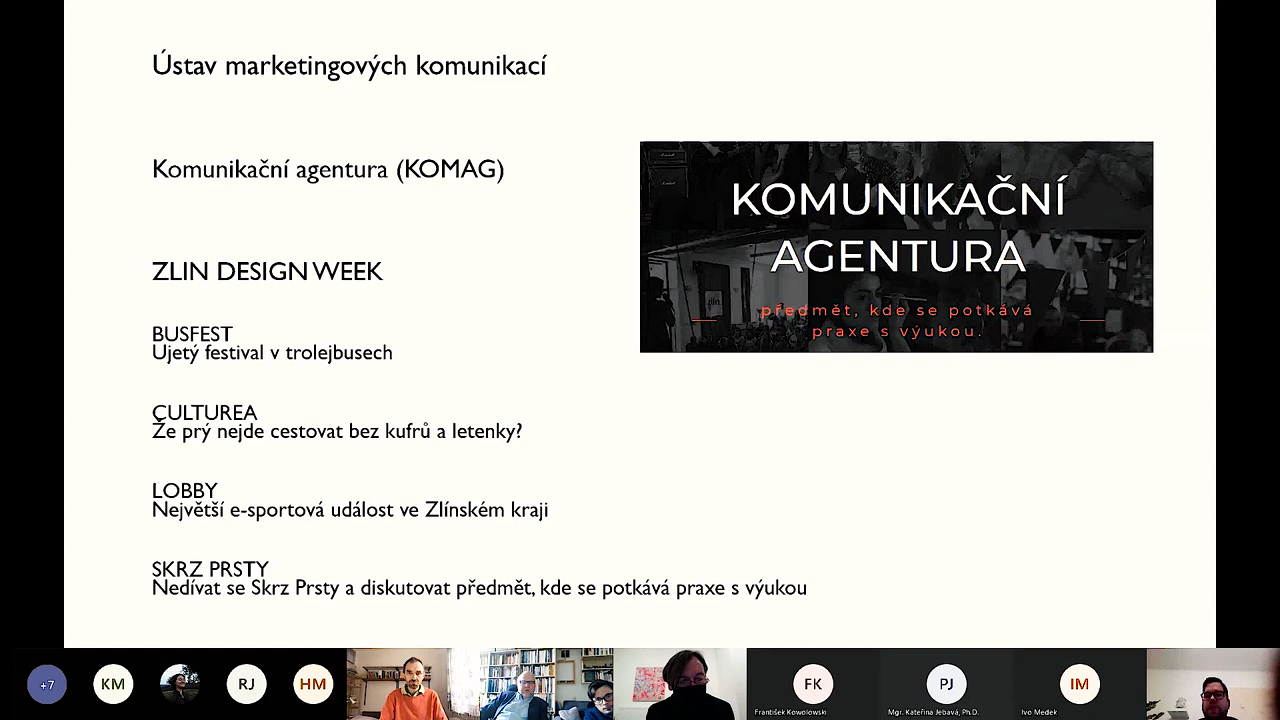 Ústav marketingových komunikací
Komunikační agentura (KOMAG)
ZLIN DESIGN WEEK
BUSFEST
Ujetý festival v trolejbusech
CULTUREA
Že prý nejde cestovat bez kufrů a letenky?
LOBBY
Největší e-sportová událost ve Zlínském kraji
SKRZ PRSTY
Nedívat se Skrz Prsty a diskutovat předmět, kde se potkává praxe s výukou
KOMUNIKAČNÍ
AGENTURA
předmět, kde se potkává
praxe s výukou.
+7
KM
RJ
HM
FK
František Kowolowski
PJ
Mgr. Kateřina Jebavá, Ph.D.
IM
Ivo Medek